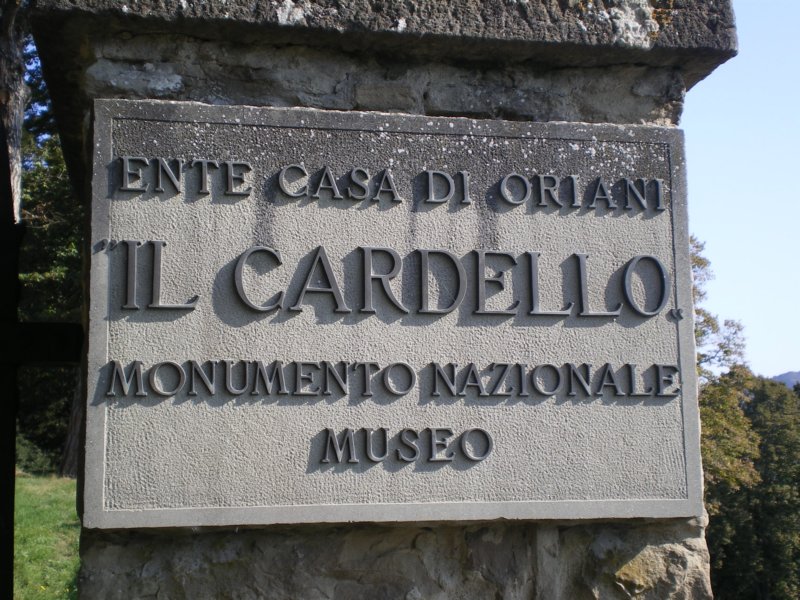 ENTE CASA DI ORIANI
"IL CARDELLO"
MONUMENTO NAZIONALE
MUSEO